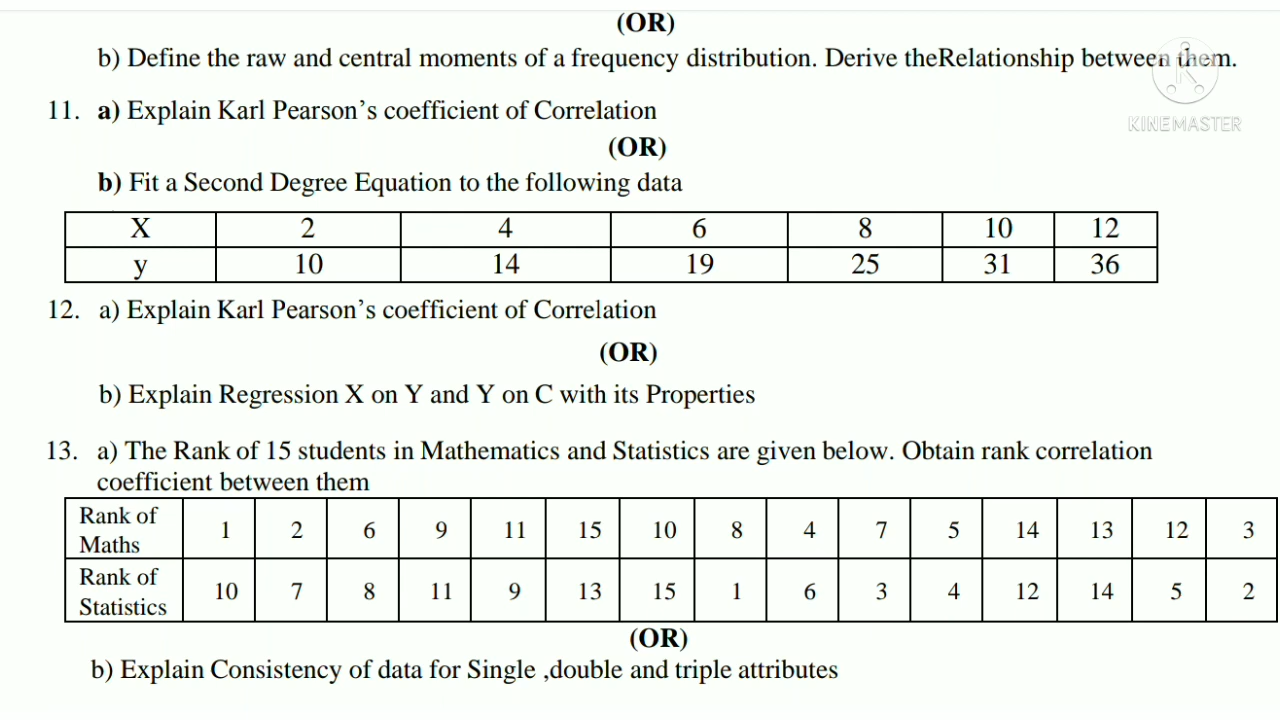 (OR)
b) Define the raw and central moments of a frequency distribution. Derive theRelationship between them.
KINEMASTER
11. a) Explain Karl Pearson's coefficient of Correlation
(OR)
b) Fit a Second Degree Equation to the following data
X 2 4 6 8 10 12
y 10 14 19 25 31 36
12. a) Explain Karl Pearson's coefficient of Correlation
(OR)
b) Explain Regression X on Y and Y on C with its Properties
13. a) The Rank of 15 students in Mathematics and Statistics are given below. Obtain rank correlation
coefficient between them
Rank of Maths 1 2 6 9 11 15 10 8 4 7 5 14 13 12 3
Rank of Statistics 10 7 8 11 9 13 15 1 6 3 4 12 14 5 2
(OR)
b) Explain Consistency of data for Single ,double and triple attributes